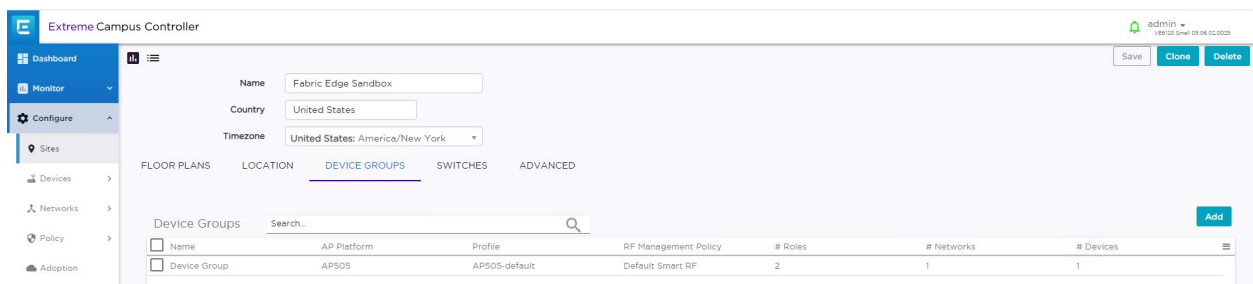 Extreme Campus Controller
admin
VE6120 Small 05.06.02.0025
Dashboard
Save Clone Delete
Monitor
Name Fabric Edge Sandbox
Country United States
Configure
Timezone United States: America/New York
Sites
FLOOR PLANS LOCATION DEVICE GROUPS SWITCHES ADVANCED
Devices
Networks
Add
Device Groups Search...
Policy
Name AP Platform Profile RF Management Policy # Roles # Networks # Devices
Device Group AP505 AP505-default Default Smart RF 2 1 1
Adoption